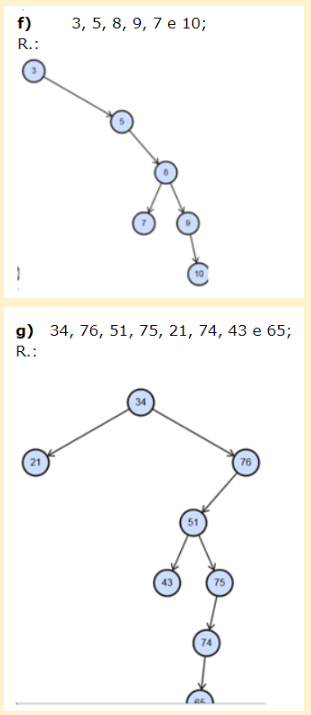 f) 3, 5, 8, 9, 7 e 10;
R.:
3
5
8
7 9
10
g) 34, 76, 51, 75, 21, 74, 43 e 65;
R.:
34
21 76
51
43 75
74
65